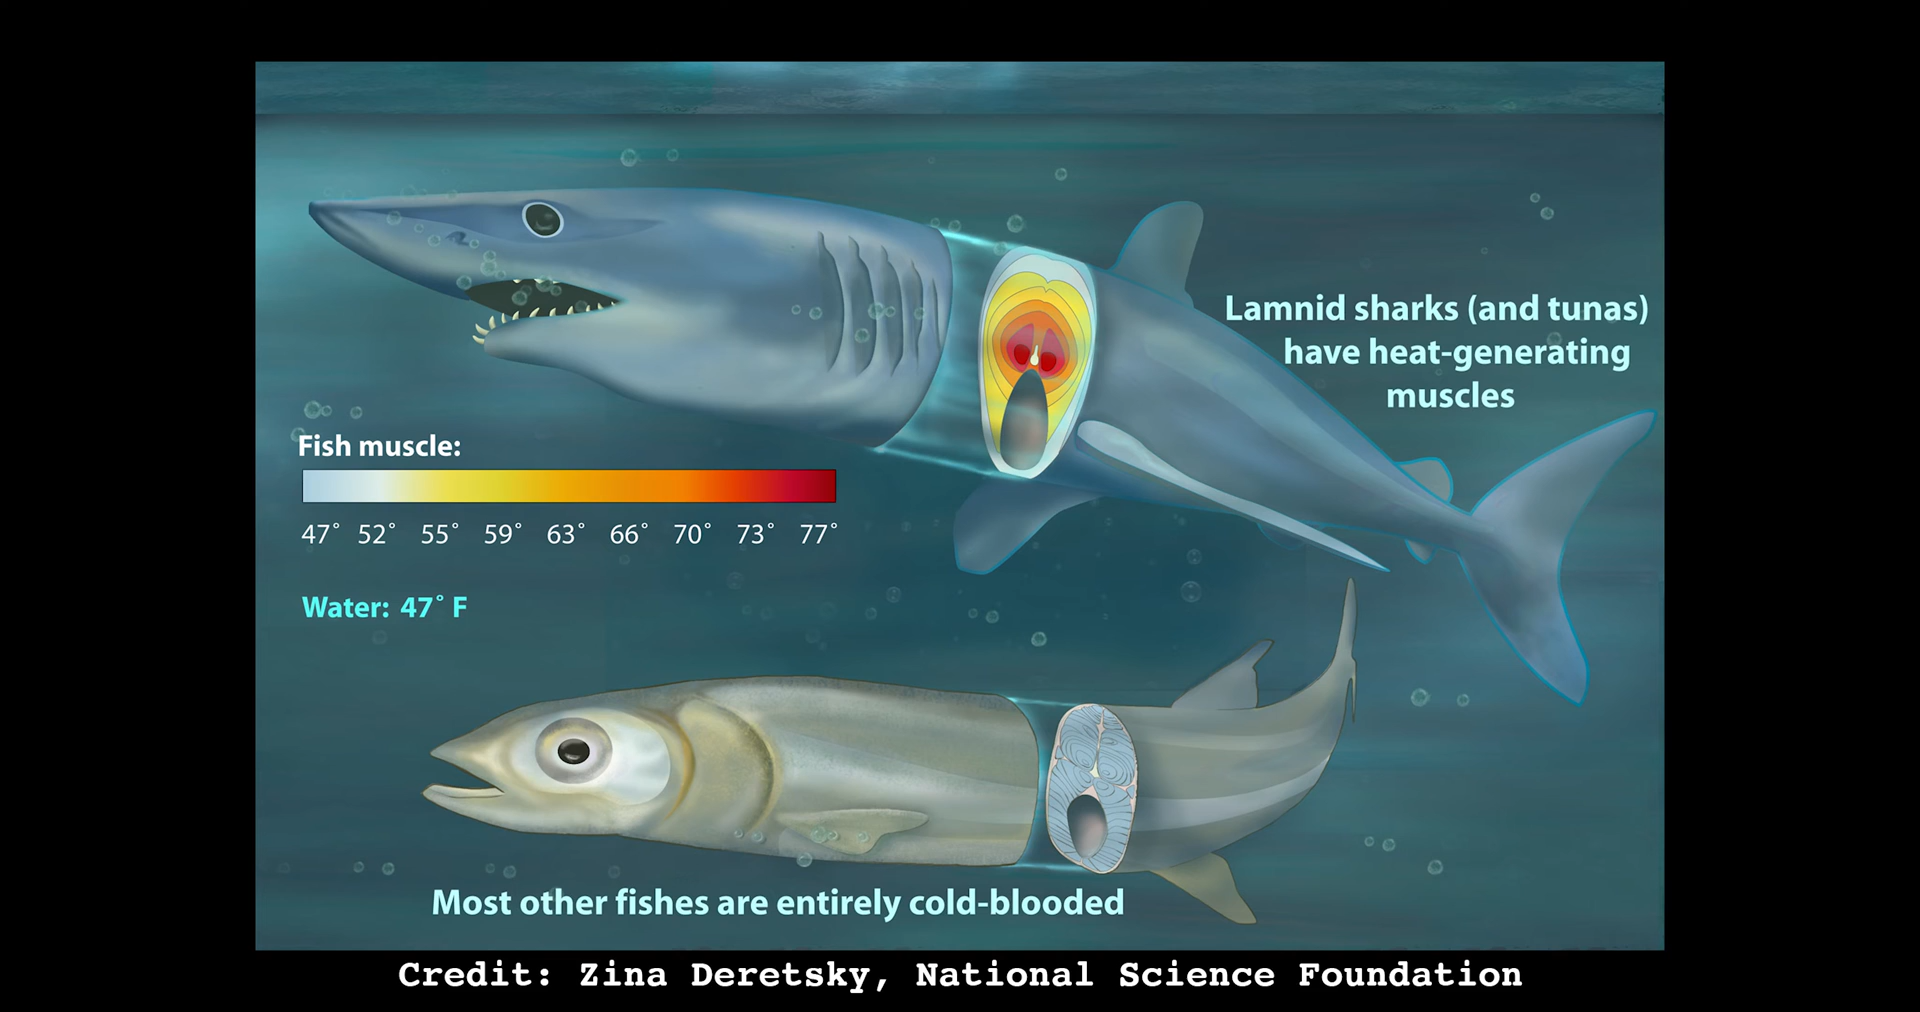 Lamnid sharks (and tunas)
have heat-generating
muscles
Fish muscle:
47˚ 52˚ 55˚ 59˚ 63˚ 66˚ 70˚ 73˚ 77˚
Water: 47˚ F
Most other fishes are entirely cold-blooded
Credit: Zina Deretsky, National Science Foundation